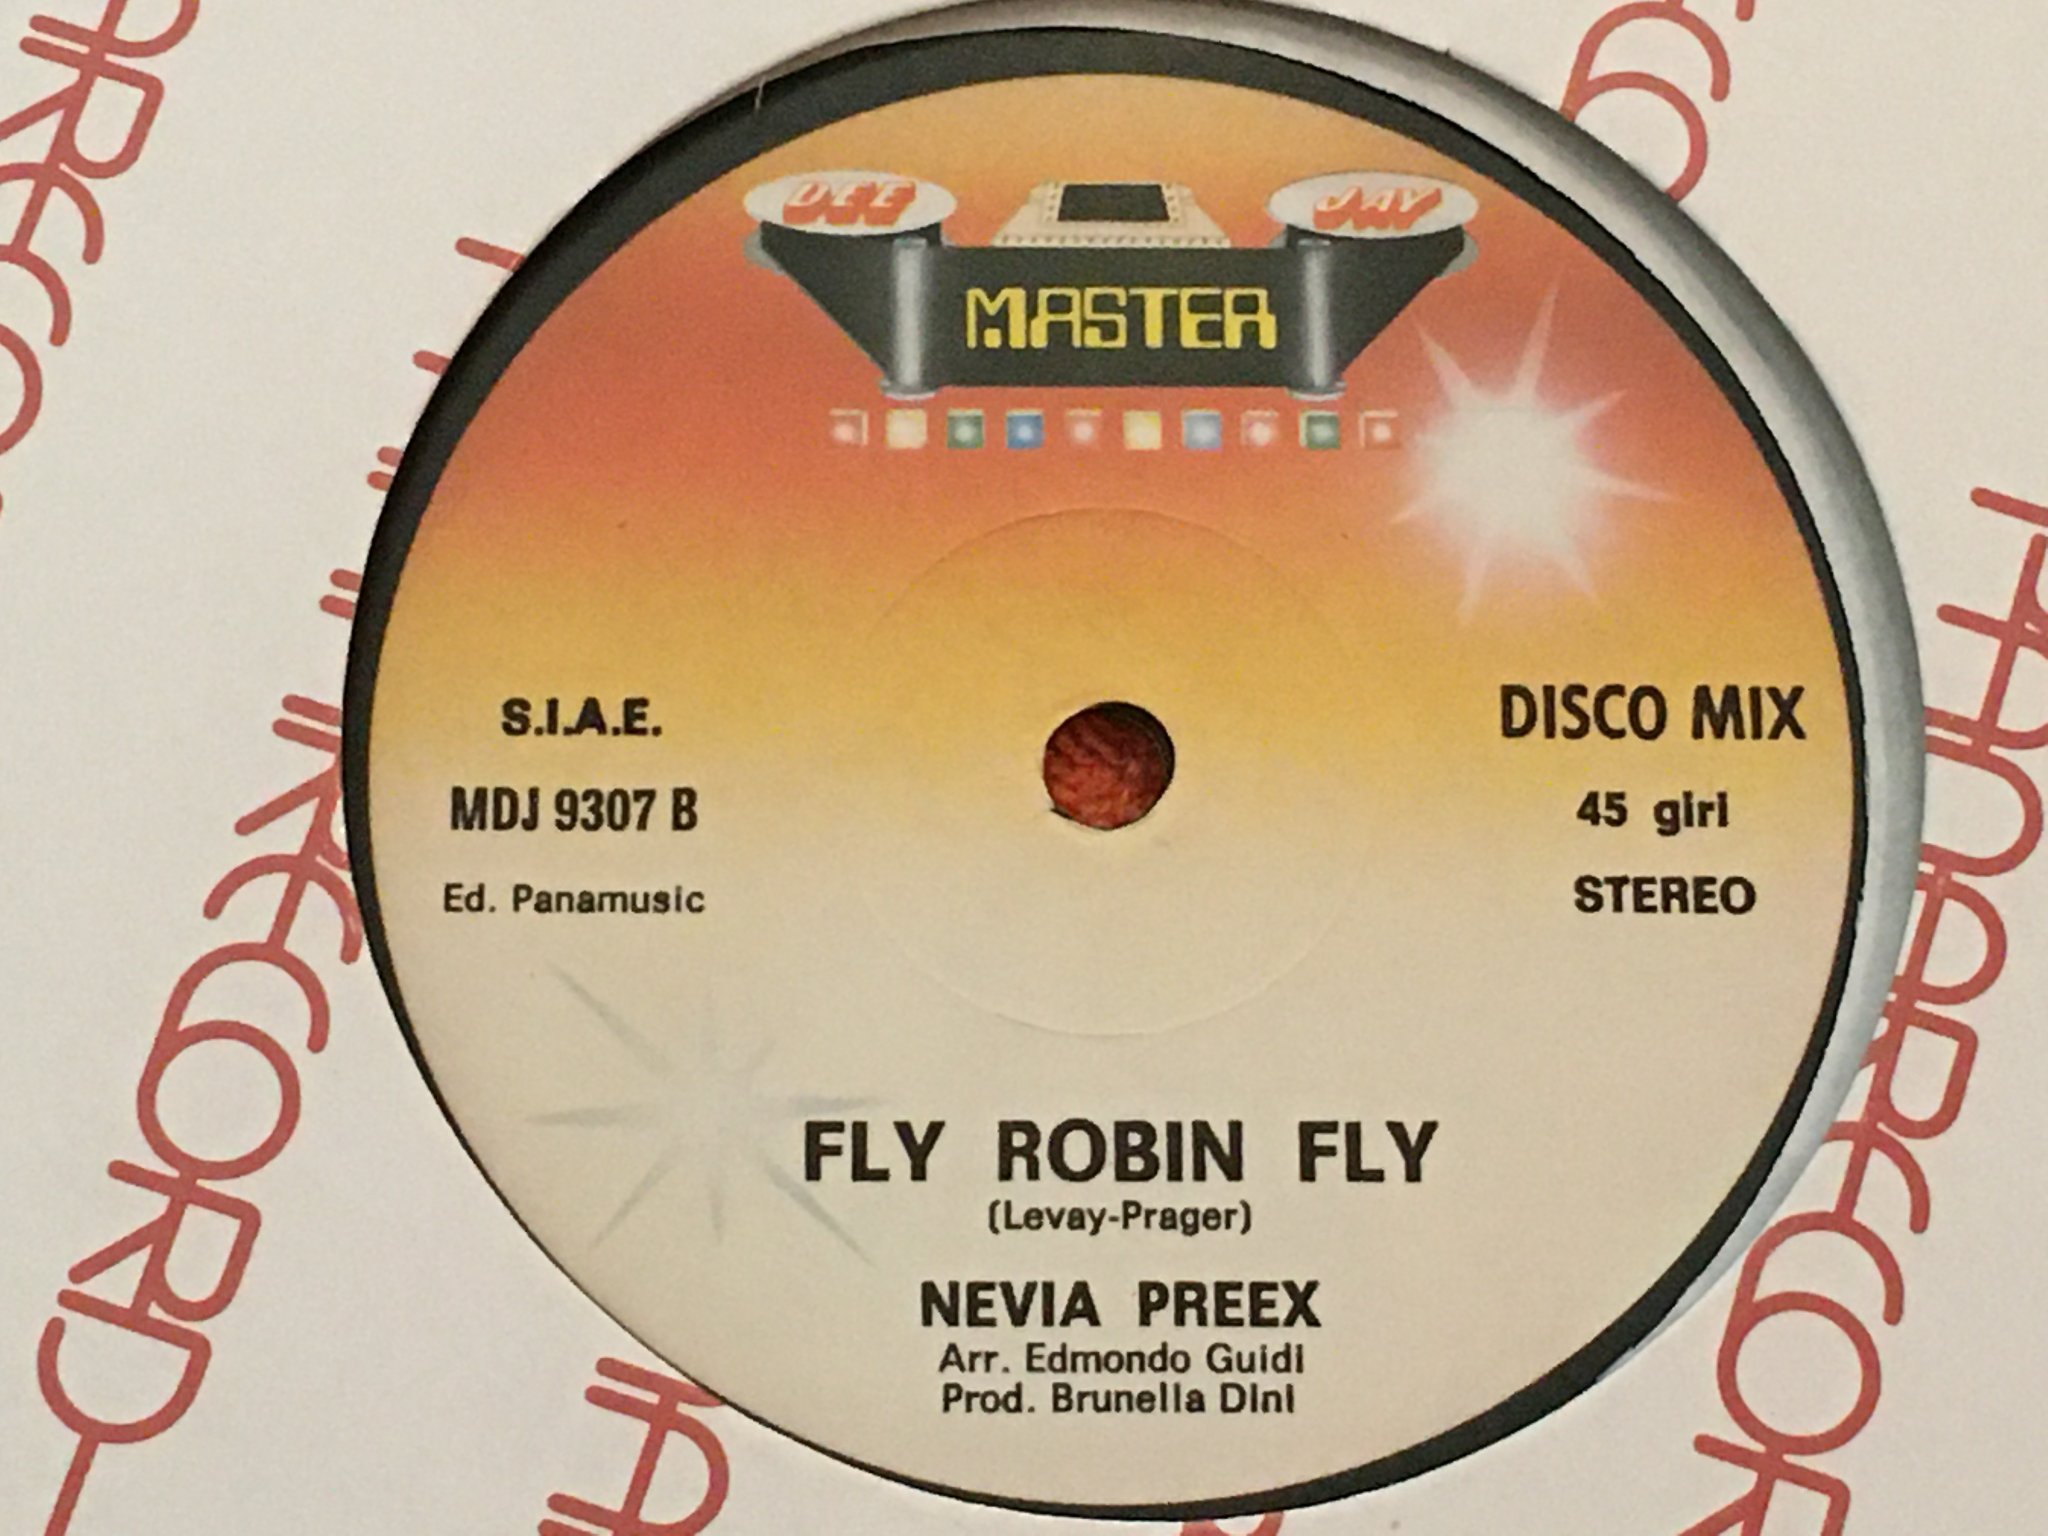 DEE JAY
MASTER
S.I.A.E.
MDJ 9307 B
Ed. Panamusic
DISCO MIX
45 giri
STEREO
FLY ROBIN FLY
(Levay-Prager)
NEVIA PREEX
Arr. Edmondo Guidi
Prod. Brunella Dini